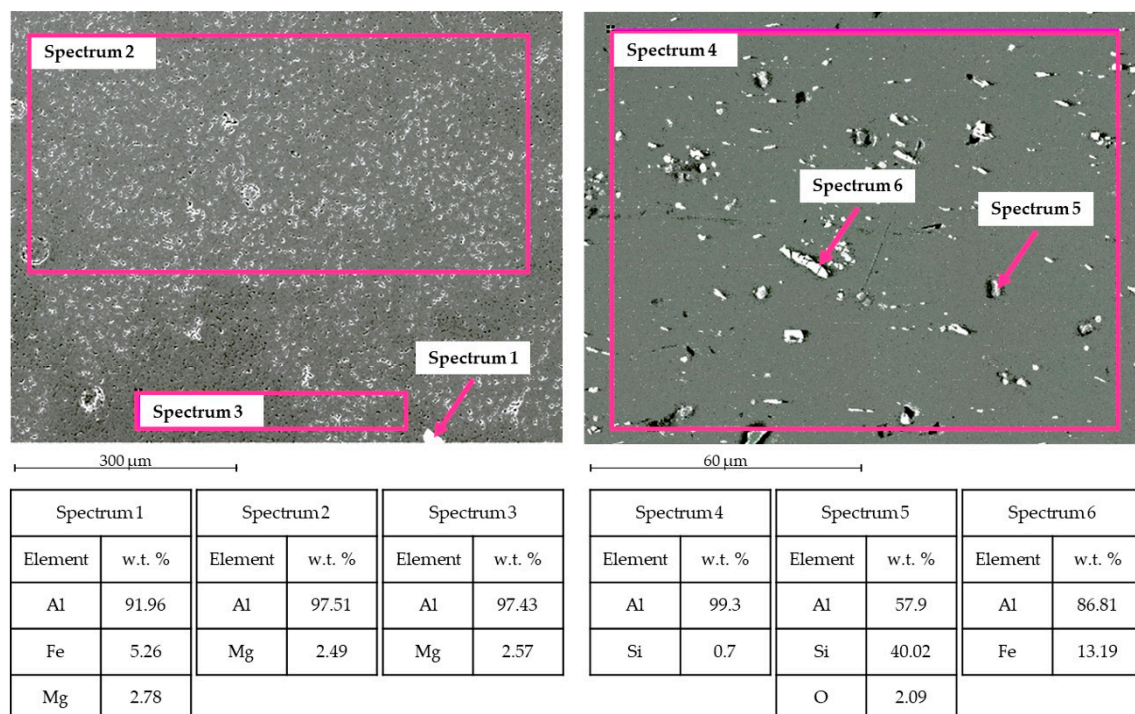 Spectrum 2
Spectrum 1
Spectrum 3
300 µm
Spectrum 4
Spectrum 6
Spectrum 5
60 µm
Spectrum 1
Element w.t. %
Al 91.96
Fe 5.26
Mg 2.78
Spectrum 2
Element w.t. %
Al 97.51
Mg 2.49
Spectrum 3
Element w.t. %
Al 97.43
Mg 2.57
Spectrum 4
Element w.t. %
Al 99.3
Si 0.7
Spectrum 5
Element w.t. %
Al 57.9
Si 40.02
O 2.09
Spectrum 6
Element w.t. %
Al 86.81
Fe 13.19